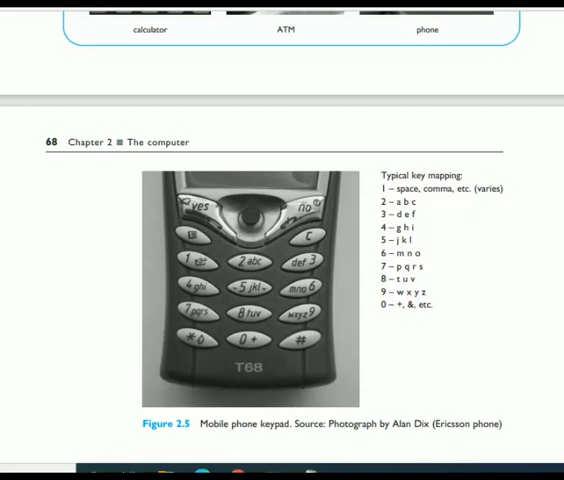 calculator ATM phone
68 Chapter 2 ■ The computer
Typical key mapping:
1 – space, comma, etc. (varies)
2 – a b c
3 – d e f
4 – g h i
5 – j k l
6 – m n o
7 – p q r s
8 – t u v
9 – w x y z
0 – +, &, etc.
yes no
C
1 2 abc def 3
4 ghi -5 jkl- mno 6
7 pqrs 8 tuv wxyz 9
* 0 + #
T68
Figure 2.5 Mobile phone keypad. Source: Photograph by Alan Dix (Ericsson phone)